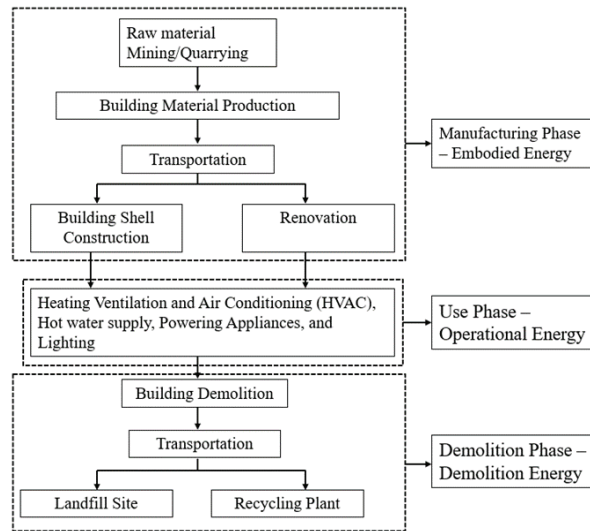 Raw material
Mining/Quarrying
Building Material Production
Manufacturing Phase
– Embodied Energy
Transportation
Building Shell
Construction
Renovation
Heating Ventilation and Air Conditioning (HVAC),
Hot water supply, Powering Appliances, and
Lighting
Use Phase –
Operational Energy
Building Demolition
Transportation
Demolition Phase –
Demolition Energy
Landfill Site
Recycling Plant